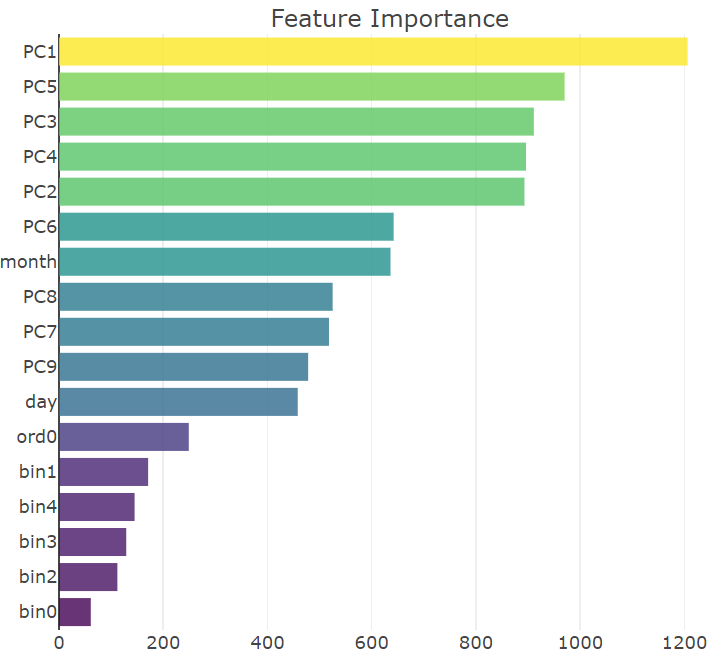 Feature Importance
PC1
PC5
PC3
PC4
PC2
PC6
month
PC8
PC7
PC9
day
ord0
bin1
bin4
bin3
bin2
bin0
0 200 400 600 800 1000 1200